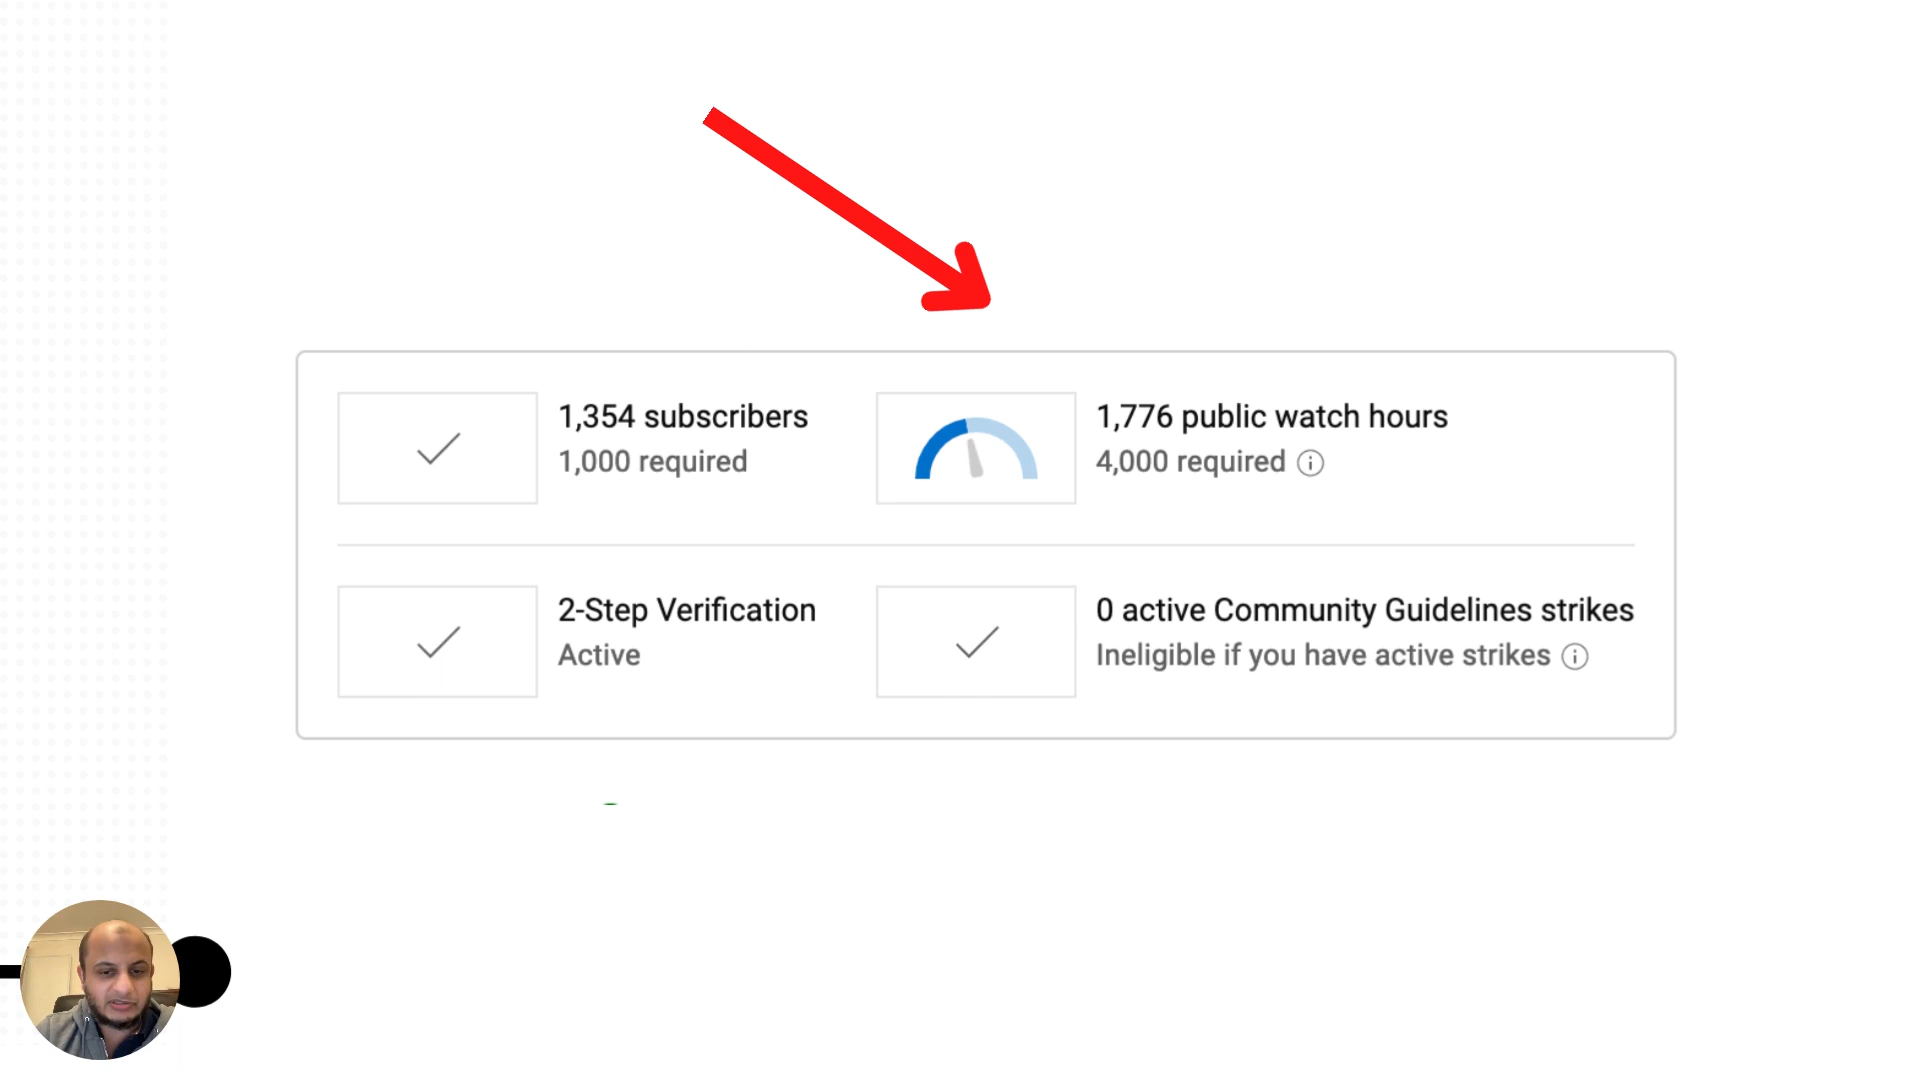 1,354 subscribers
1,000 required
1,776 public watch hours
4,000 required
2-Step Verification
Active
0 active Community Guidelines strikes
Ineligible if you have active strikes